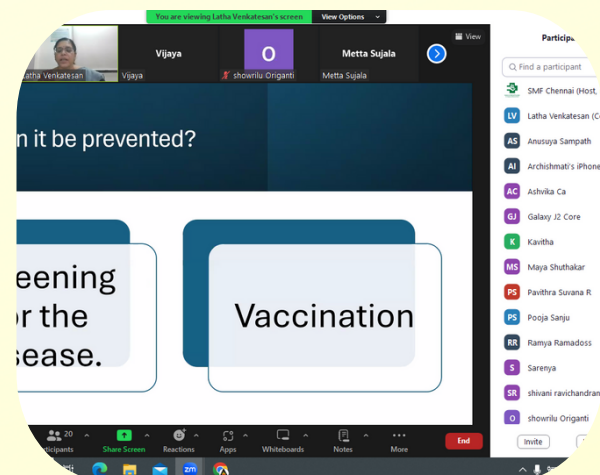 You are viewing Latha Venkatesan's screen
View Options
View
Latha Venkatesan
Vijaya
Vijaya
O
showrilu Origanti
Metta Sujala
Metta Sujala
n it be prevented?
eening
r the
sease.
Vaccination
Participa
Find a participant
SMF Chennai (Host,
LV Latha Venkatesan (C
AS Anusuya Sampath
AI Archishmati's iPhone
AC Ashvika Ca
GJ Galaxy J2 Core
K Kavitha
MS Maya Shuthakar
PS Pavithra Suvana R
PS Pooja Sanju
RR Ramya Ramadoss
S Sarenya
SR shivani ravichandran
O showrilu Origanti
Invite
ticipants
20
Share Screen
Reactions
Apps
Whiteboards
Notes
More
End
zm